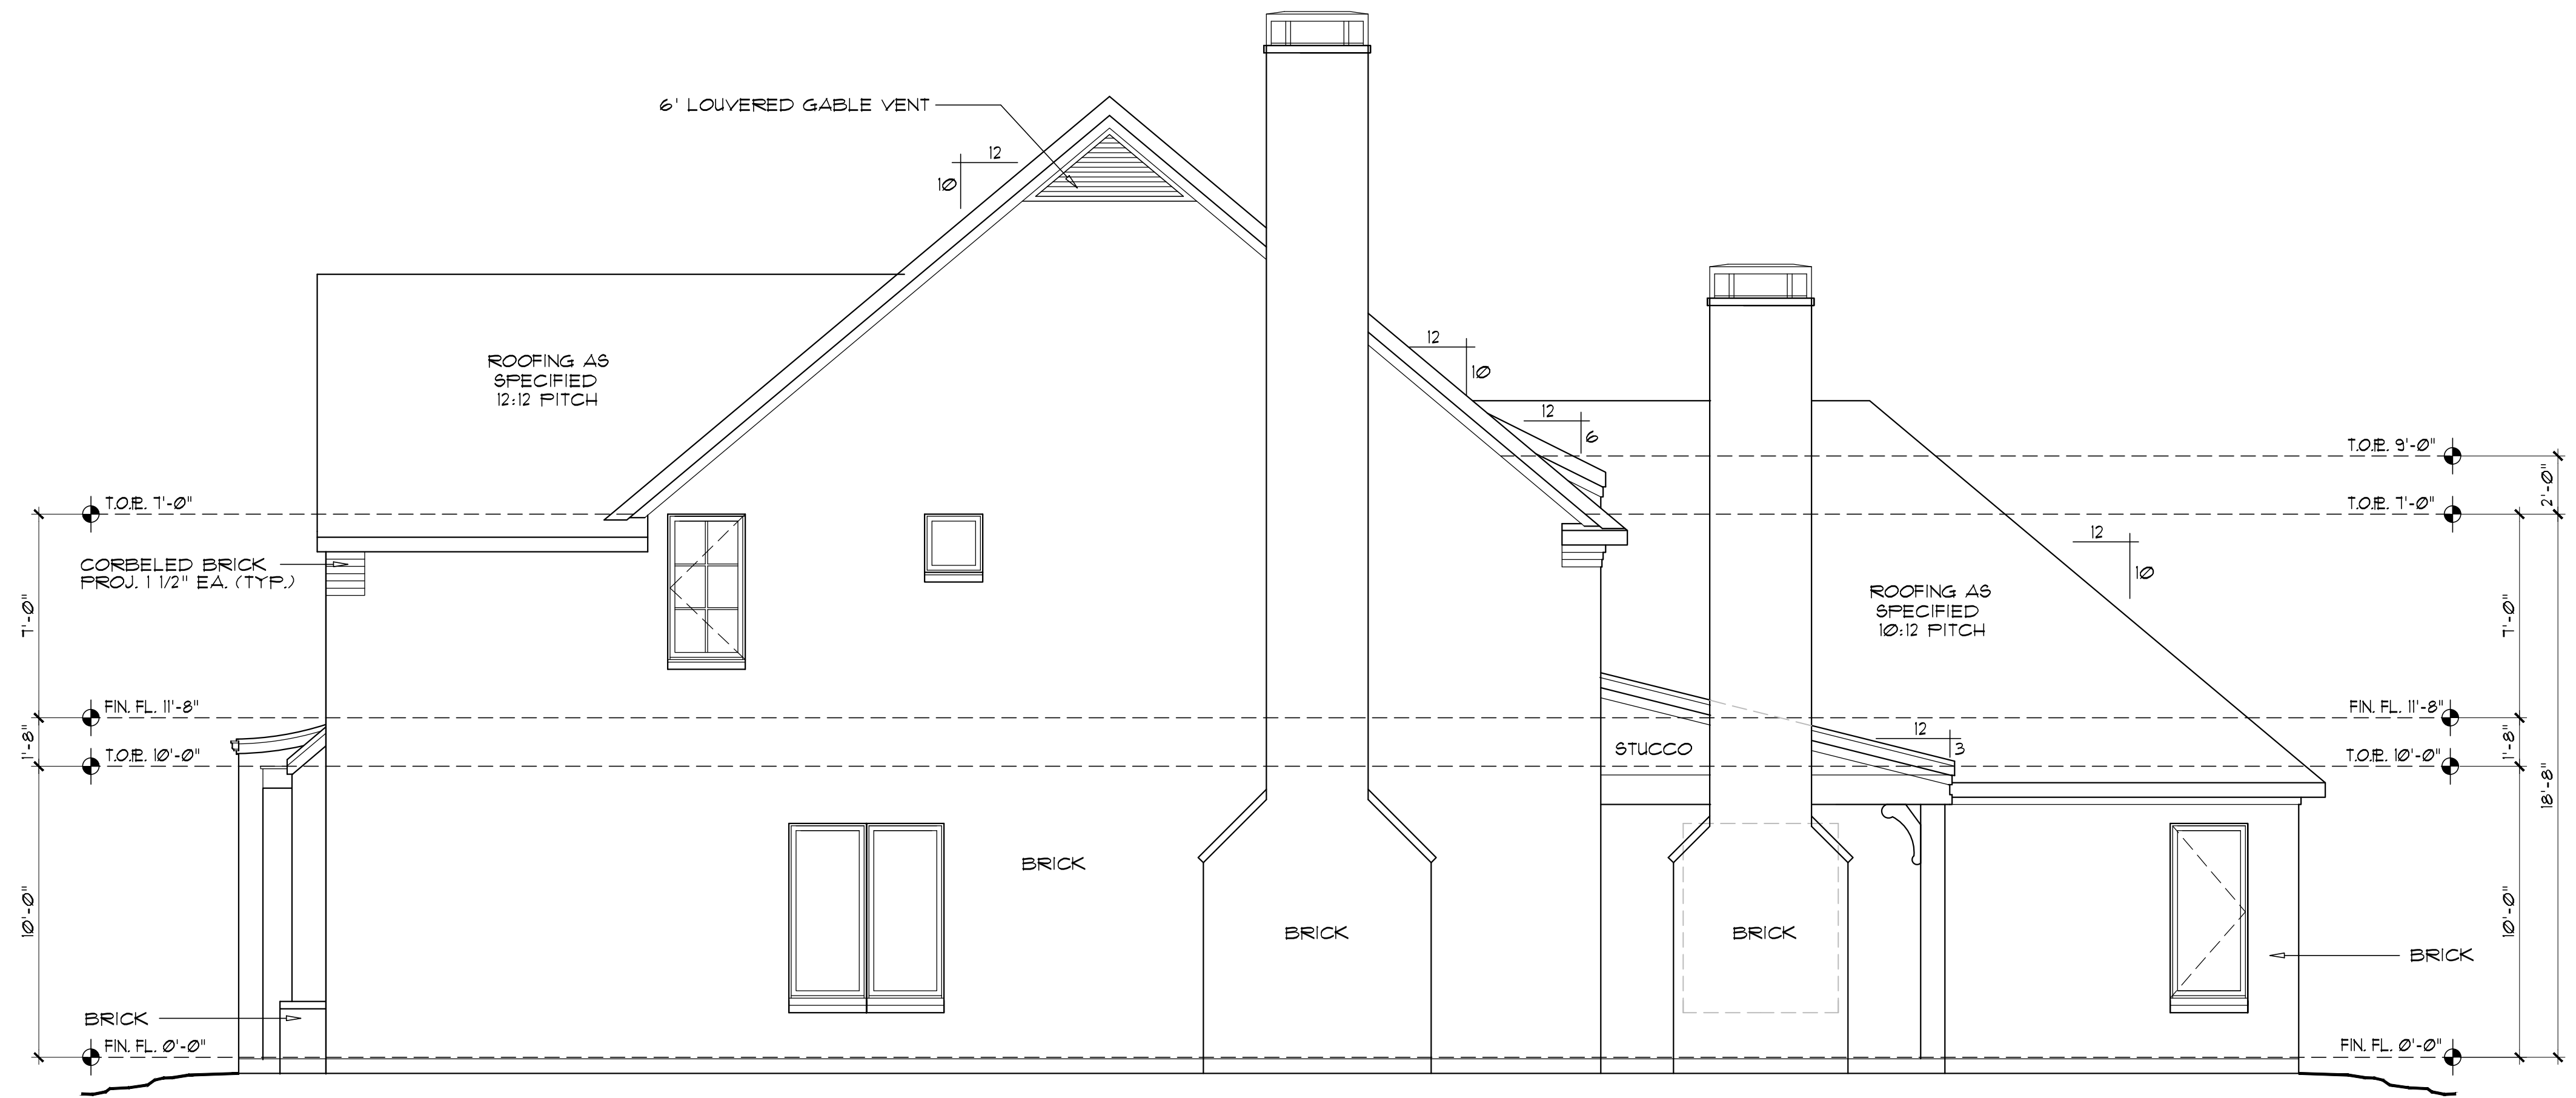 6' LOUVERED GABLE VENT
12
10
12
10
ROOFING AS
SPECIFIED
12:12 PITCH
12
6
T.O.P. 9'-0"
2'-0"
T.O.P. 7'-0"
T.O.P. 7'-0"
12
10
CORBELED BRICK
PROJ. 1 1/2" EA. (TYP.)
ROOFING AS
SPECIFIED
10:12 PITCH
7'-0"
7'-0"
FIN. FL. 11'-8"
FIN. FL. 11'-8"
1'-8"
T.O.P. 10'-0"
STUCCO
12
3
1'-8"
T.O.P. 10'-0"
18'-8"
BRICK
10'-0"
BRICK
BRICK
10'-0"
BRICK
BRICK
FIN. FL. 0'-0"
FIN. FL. 0'-0"